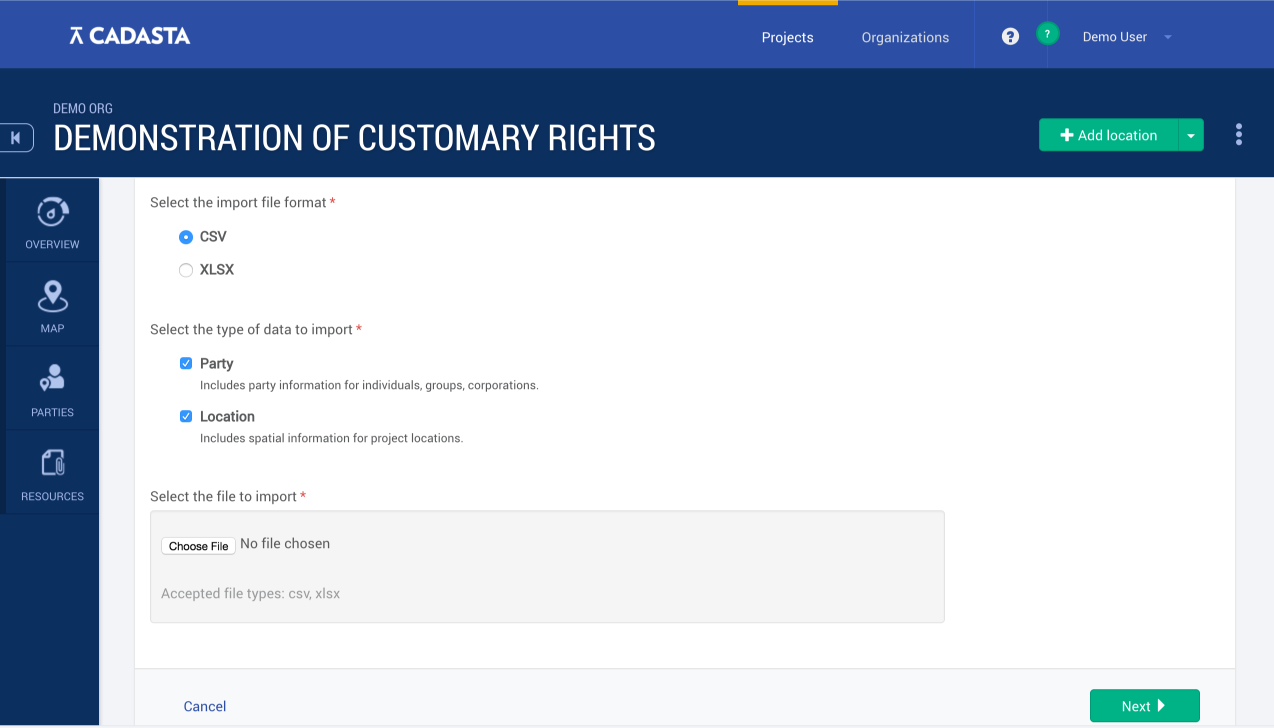 CADASTA
Projects
Organizations
?
?
Demo User
DEMO ORG
DEMONSTRATION OF CUSTOMARY RIGHTS
Add location
OVERVIEW
MAP
PARTIES
RESOURCES
Select the import file format *
CSV
XLSX
Select the type of data to import *
Party
Includes party information for individuals, groups, corporations.
Location
Includes spatial information for project locations.
Select the file to import *
Choose File No file chosen
Accepted file types: csv, xlsx
Cancel
Next